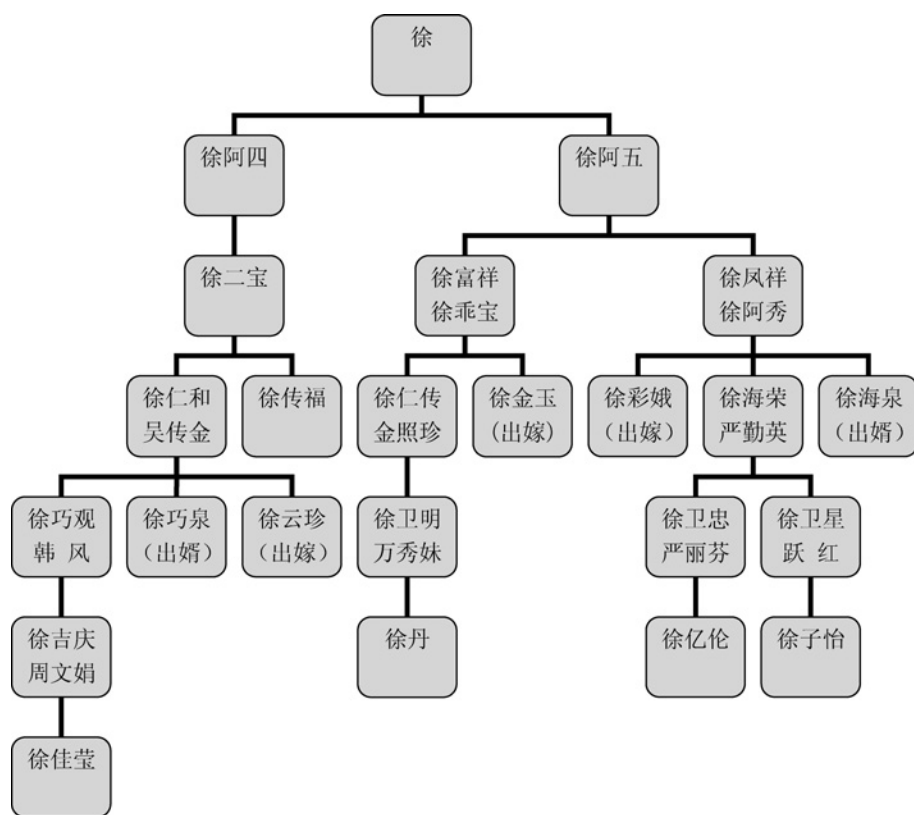 徐
徐阿四
徐阿五
徐二宝
徐富祥
徐乖宝
徐凤祥
徐阿秀
徐仁和
吴传金
徐传福
徐仁传
金照珍
徐金玉
(出嫁)
徐彩娥
（出嫁）
徐海荣
严勤英
徐海泉
（出婿）
徐巧观
韩 风
徐巧泉
（出婿）
徐云珍
（出嫁）
徐卫明
万秀妹
徐卫忠
严丽芬
徐卫星
跃 红
徐吉庆
周文娟
徐丹
徐亿伦
徐子怡
徐佳莹